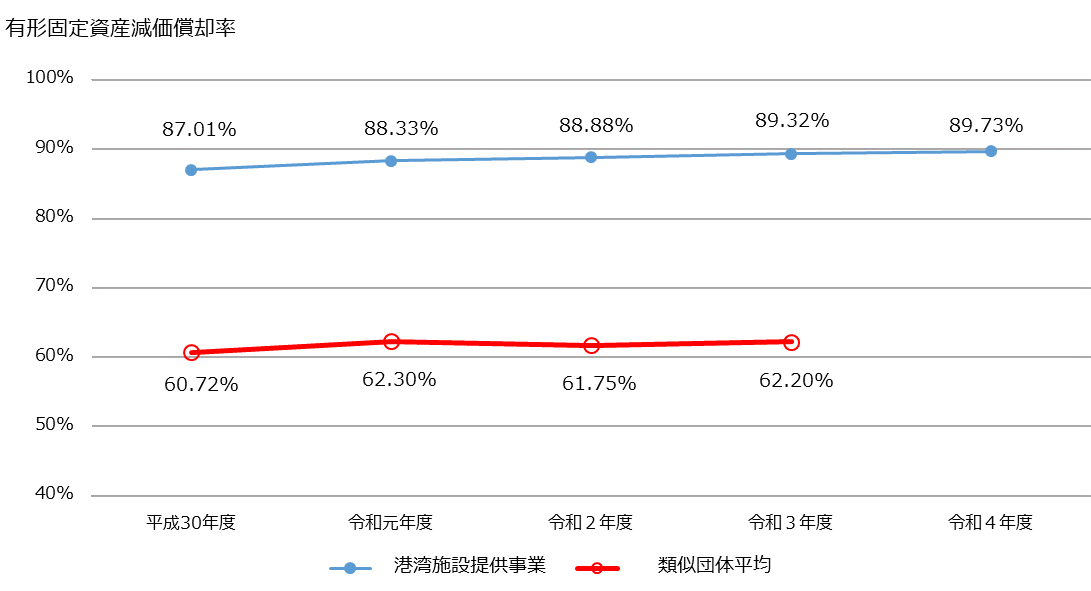 有形固定資産減価償却率
100%
90%
80%
70%
60%
50%
40%
87.01%
88.33%
88.88%
89.32%
89.73%
60.72%
62.30%
61.75%
62.20%
平成30年度
令和元年度
令和２年度
令和３年度
令和４年度
港湾施設提供事業
類似団体平均